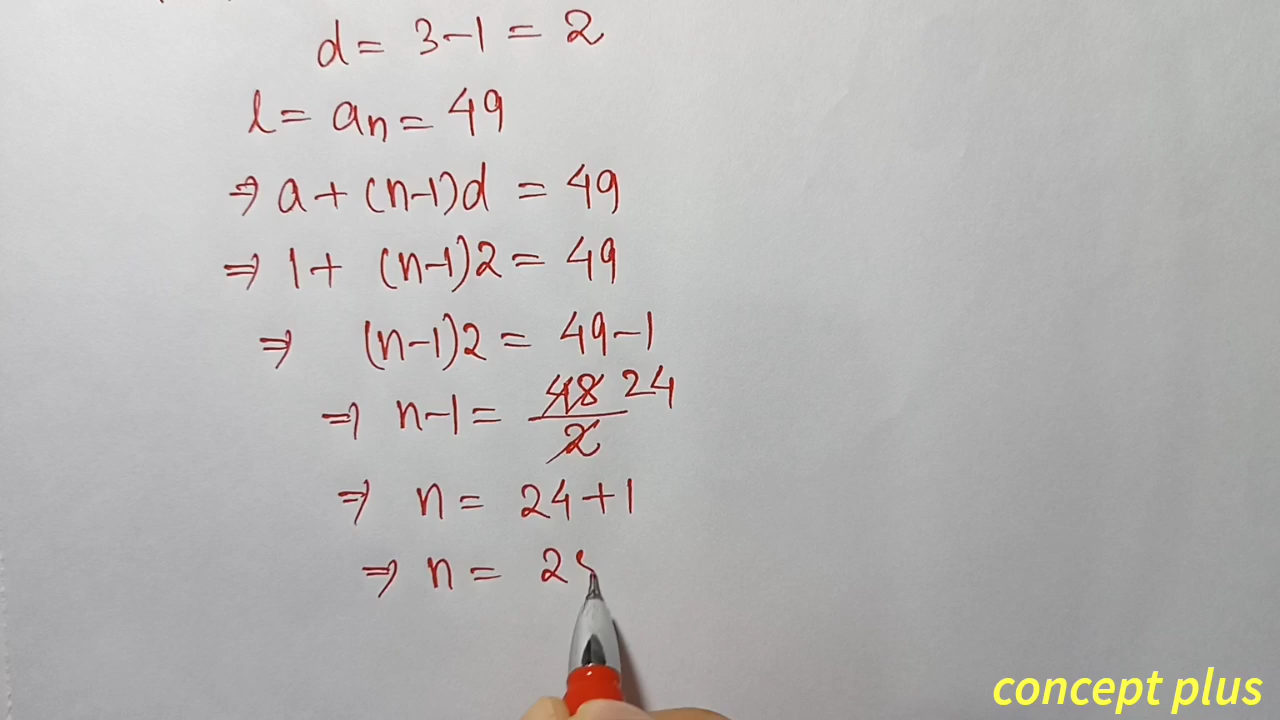 d = 3-1 = 2
l = aₙ = 49
⇒ a + (n-1)d = 49
⇒ 1 + (n-1)2 = 49
⇒ (n-1)2 = 49-1
⇒ n-1 = 48/2 24
⇒ n = 24+1
⇒ n = 25
concept plus